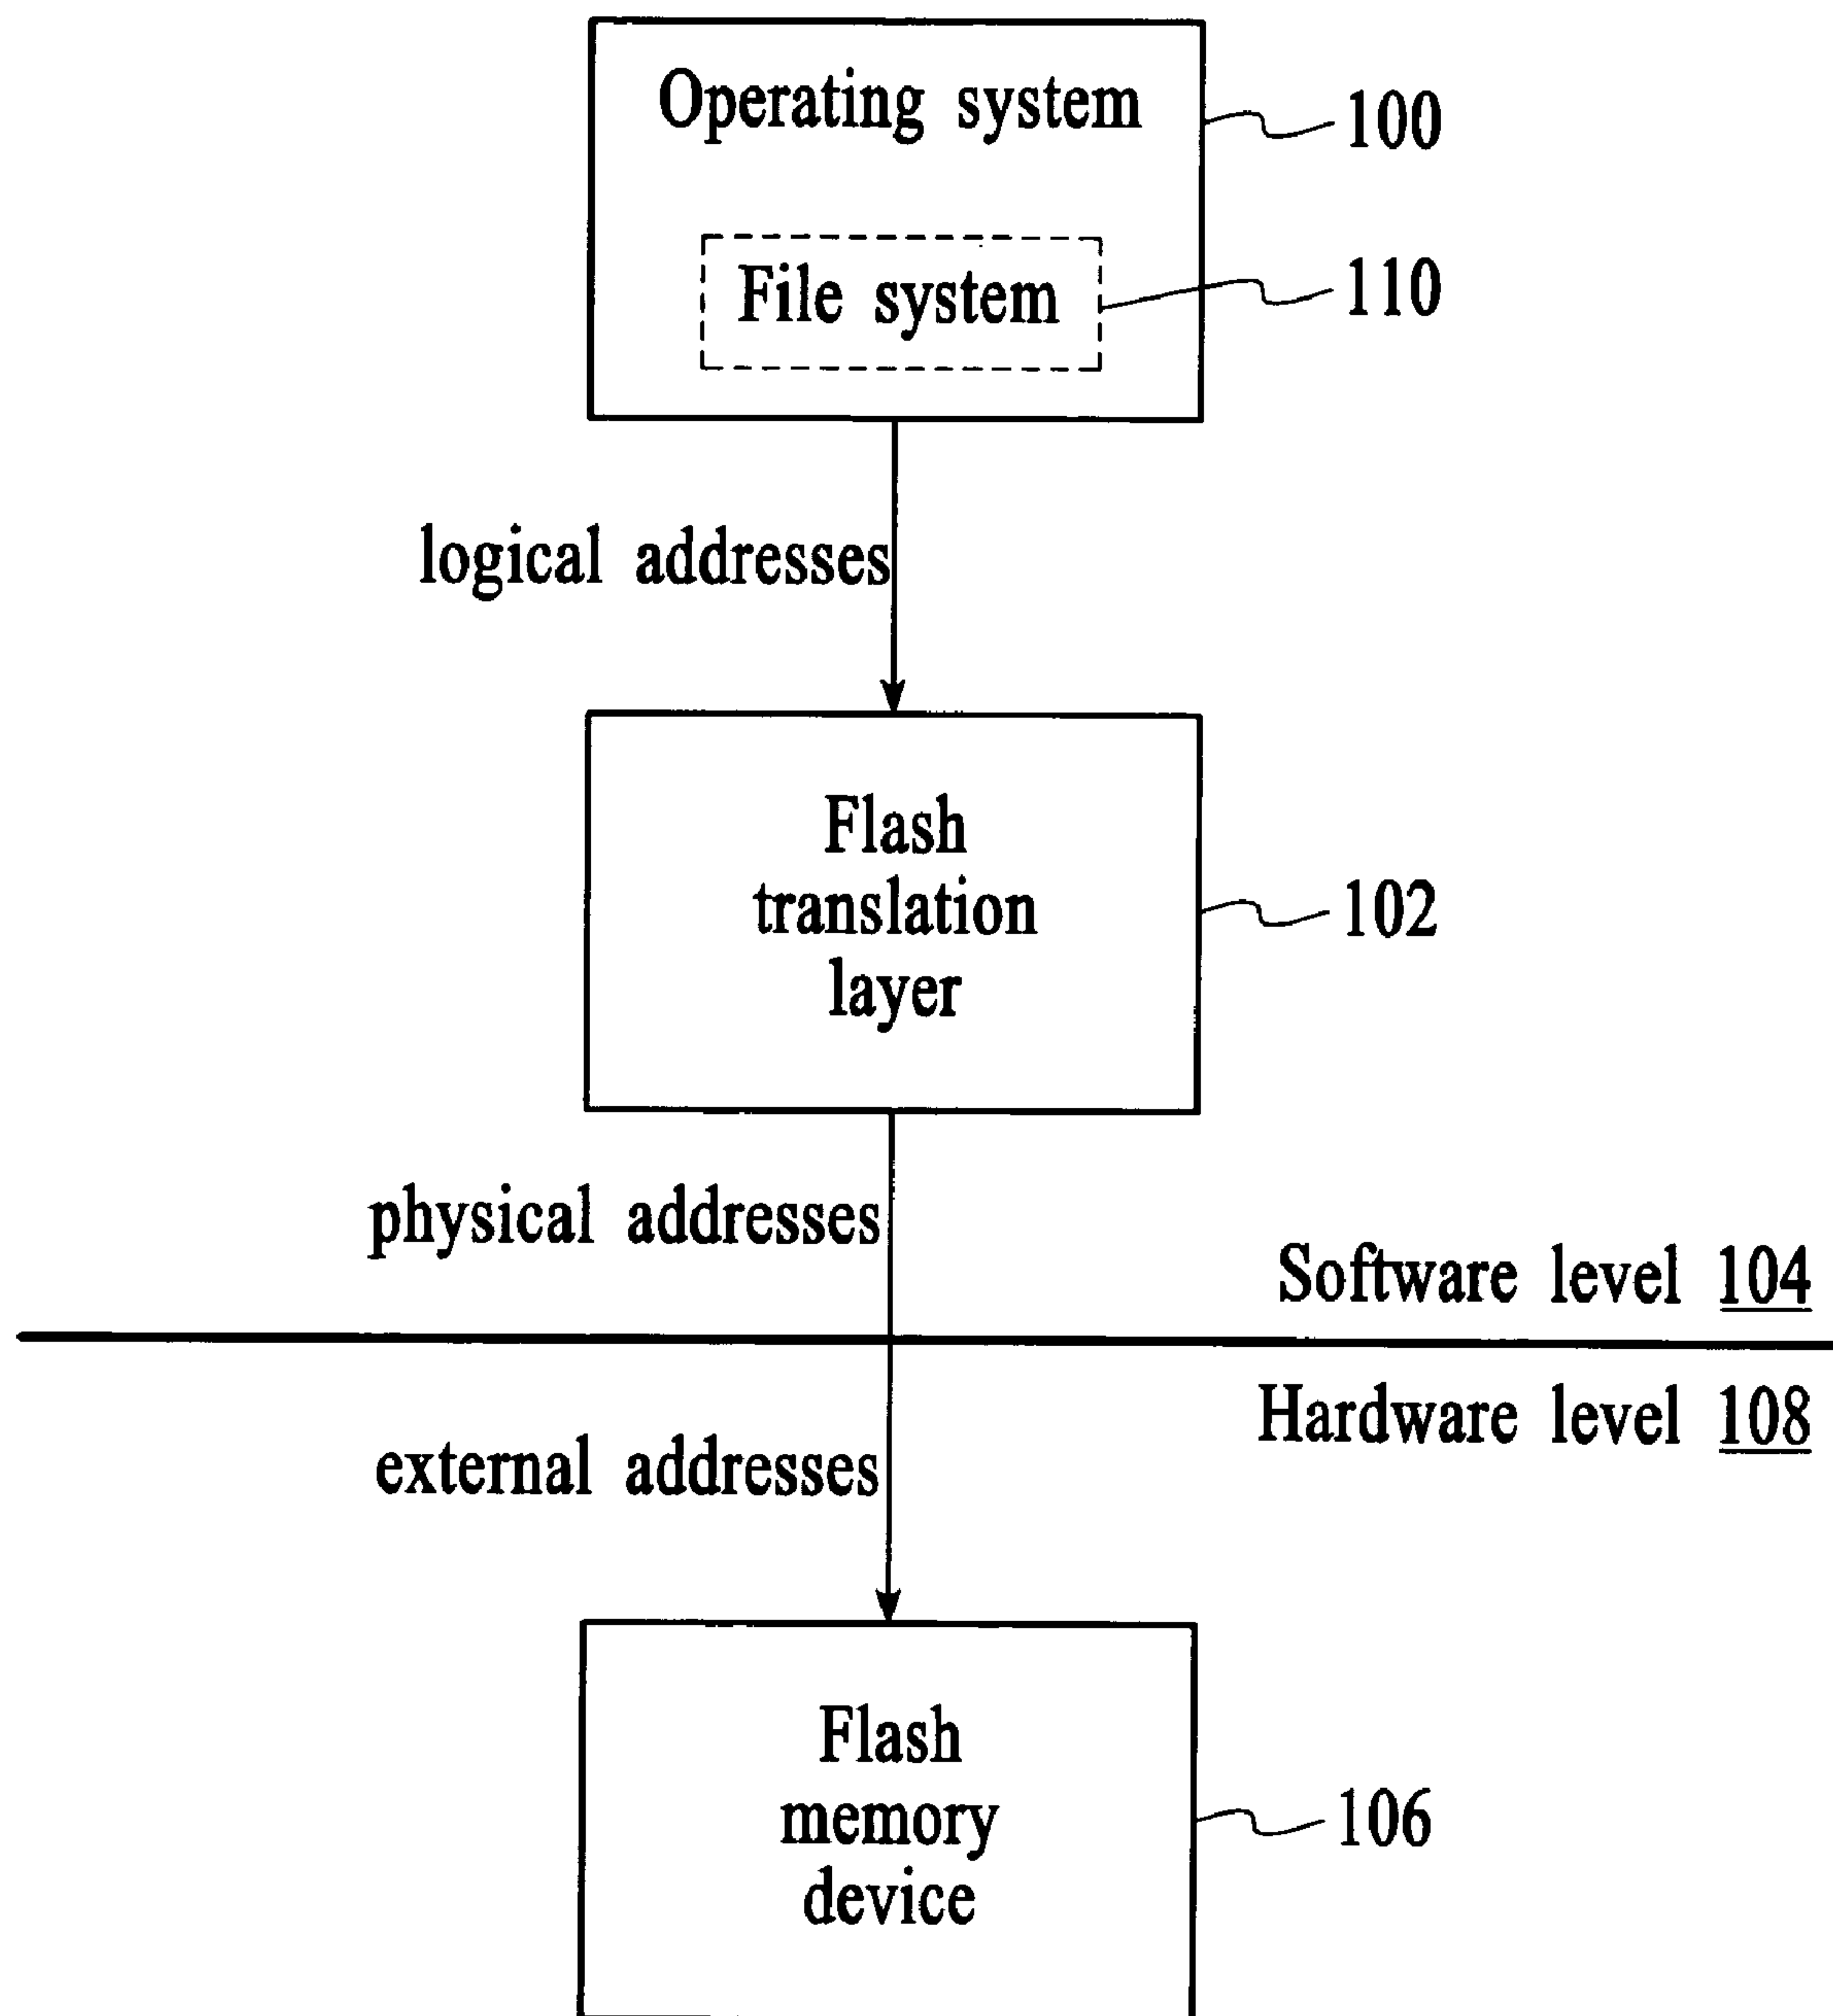 Operating system
100
File system
110
logical addresses
Flash
translation
layer
102
physical addresses
Software level 104
Hardware level 108
external addresses
Flash
memory
device
106